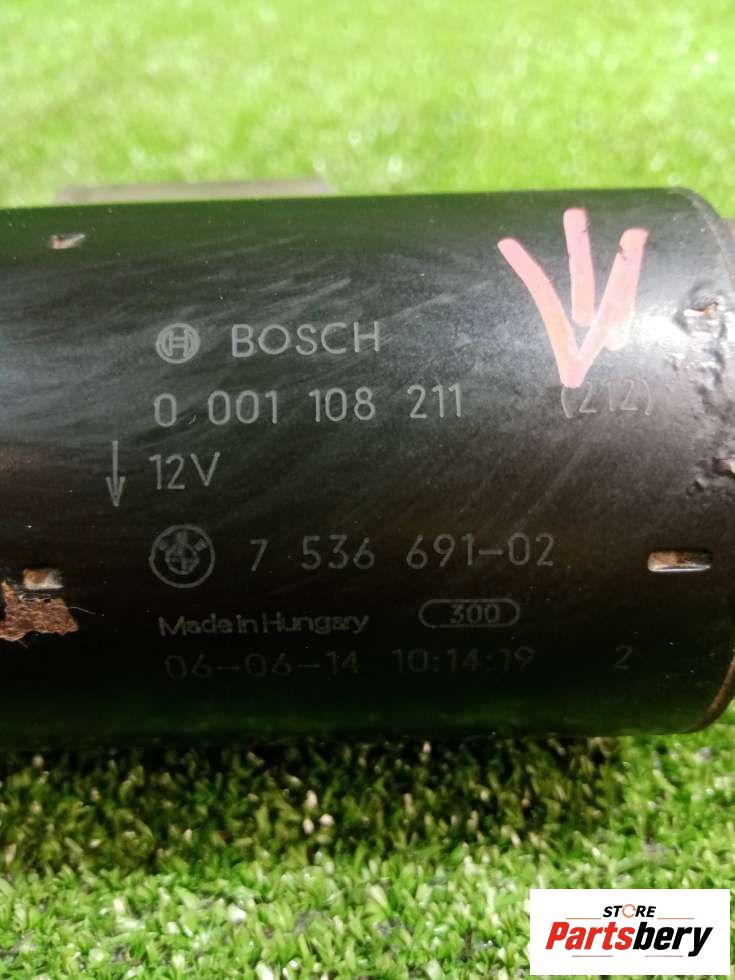 BOSCH
0 001 108 211 (212)
12V
7 536 691-02
Made in Hungary 300
06-06-14 10:14:19 2
STORE
Partsbery